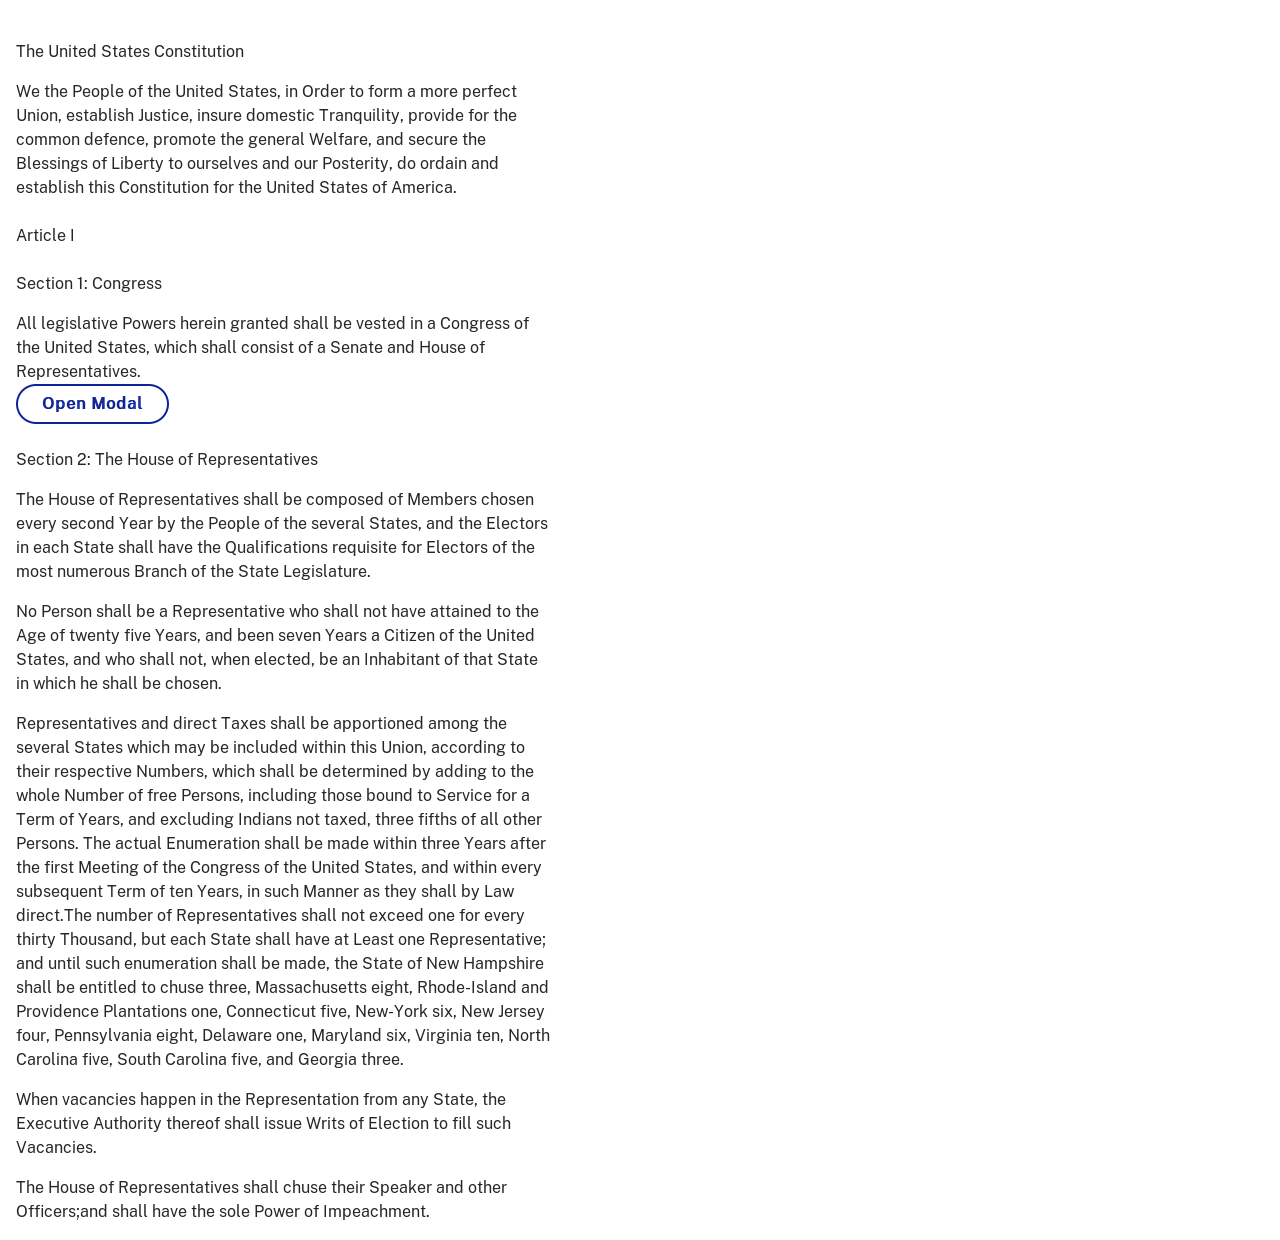 The United States Constitution
We the People of the United States, in Order to form a more perfect
Union, establish Justice, insure domestic Tranquility, provide for the
common defence, promote the general Welfare, and secure the
Blessings of Liberty to ourselves and our Posterity, do ordain and
establish this Constitution for the United States of America.
Article I
Section 1: Congress
All legislative Powers herein granted shall be vested in a Congress of
the United States, which shall consist of a Senate and House of
Representatives.
Open Modal
Section 2: The House of Representatives
The House of Representatives shall be composed of Members chosen
every second Year by the People of the several States, and the Electors
in each State shall have the Qualifications requisite for Electors of the
most numerous Branch of the State Legislature.
No Person shall be a Representative who shall not have attained to the
Age of twenty five Years, and been seven Years a Citizen of the United
States, and who shall not, when elected, be an Inhabitant of that State
in which he shall be chosen.
Representatives and direct Taxes shall be apportioned among the
several States which may be included within this Union, according to
their respective Numbers, which shall be determined by adding to the
whole Number of free Persons, including those bound to Service for a
Term of Years, and excluding Indians not taxed, three fifths of all other
Persons. The actual Enumeration shall be made within three Years after
the first Meeting of the Congress of the United States, and within every
subsequent Term of ten Years, in such Manner as they shall by Law
direct.The number of Representatives shall not exceed one for every
thirty Thousand, but each State shall have at Least one Representative;
and until such enumeration shall be made, the State of New Hampshire
shall be entitled to chuse three, Massachusetts eight, Rhode-Island and
Providence Plantations one, Connecticut five, New-York six, New Jersey
four, Pennsylvania eight, Delaware one, Maryland six, Virginia ten, North
Carolina five, South Carolina five, and Georgia three.
When vacancies happen in the Representation from any State, the
Executive Authority thereof shall issue Writs of Election to fill such
Vacancies.
The House of Representatives shall chuse their Speaker and other
Officers;and shall have the sole Power of Impeachment.